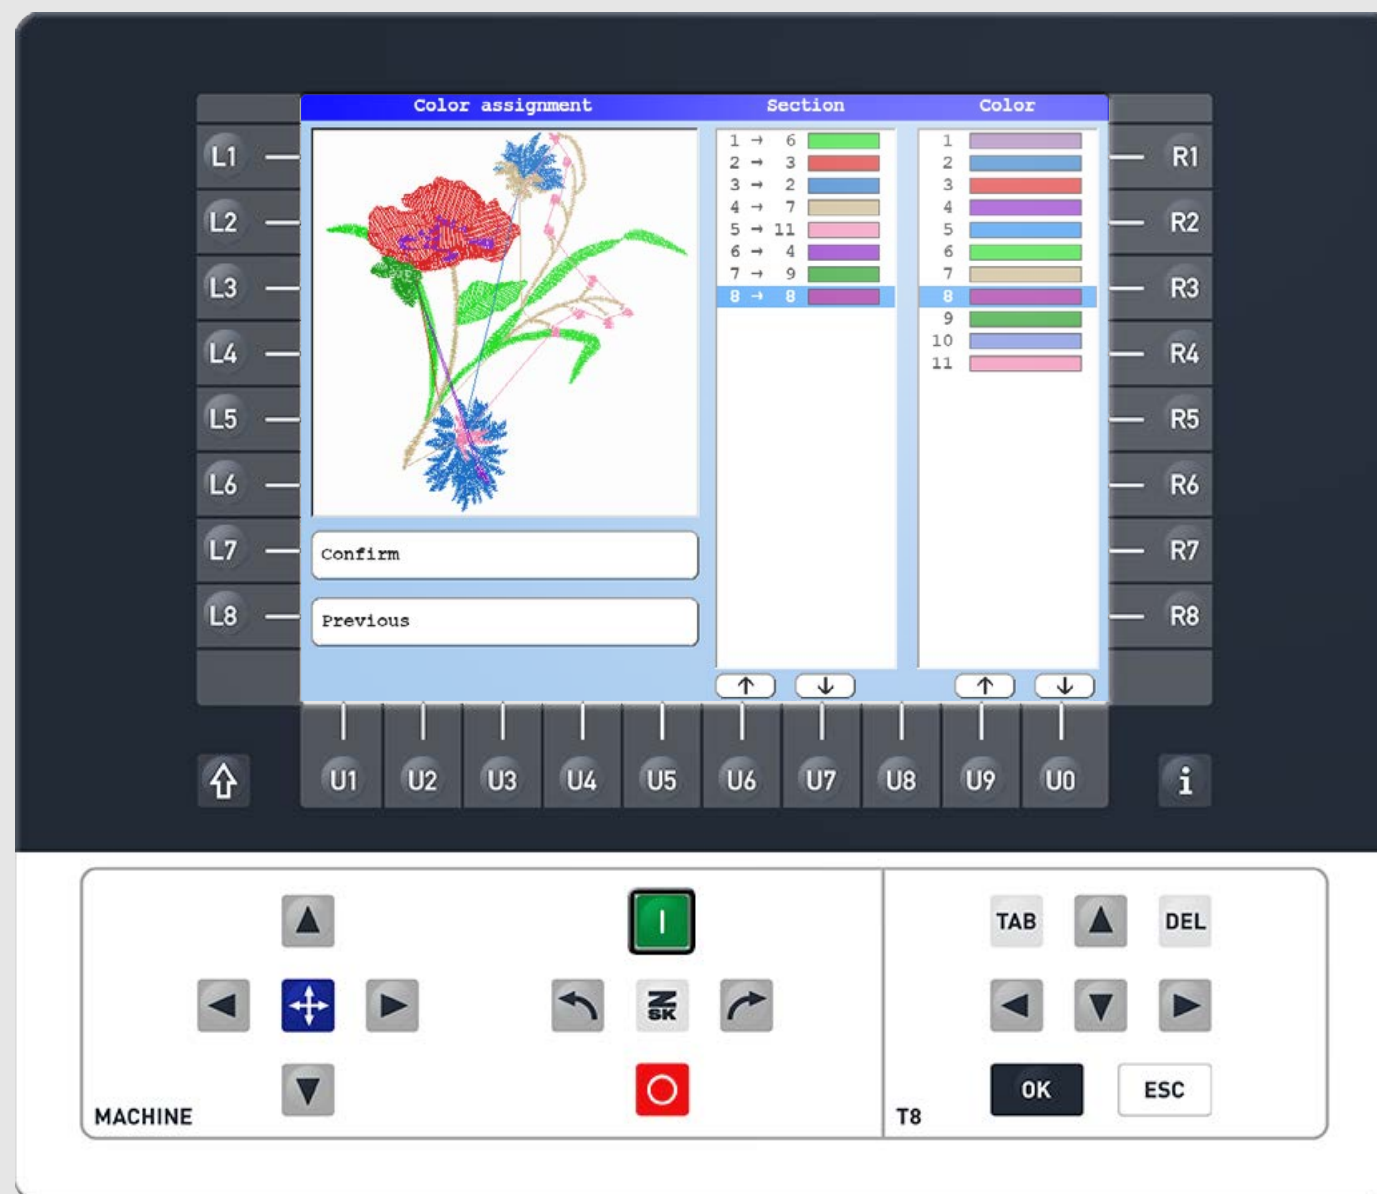 Color assignment Section Color
L1 1 → 6 1 R1
2 → 3 2
3 → 2 3
L2 4 → 7 4 R2
5 → 11 5
6 → 4 6
L3 7 → 9 7 R3
8 → 8 8
9
L4 10 R4
11
L5 R5
L6 R6
L7 Confirm R7
L8 Previous R8
↑ ↓ ↑ ↓
U1 U2 U3 U4 U5 U6 U7 U8 U9 U0 i
I TAB DEL
ZSK
OK ESC
MACHINE T8